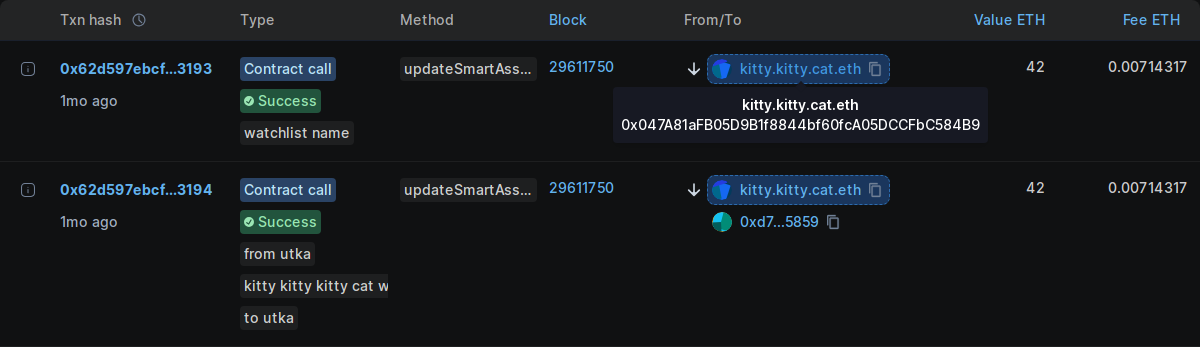 Txn hash Type Method Block From/To Value ETH Fee ETH
0x62d597ebcf...3193 Contract call updateSmartAss... 29611750 kitty.kitty.cat.eth 42 0.00714317
1mo ago Success
kitty.kitty.cat.eth
0x047A81aFB05D9B1f8844bf60fcA05DCCFbC584B9
watchlist name
0x62d597ebcf...3194 Contract call updateSmartAss... 29611750 kitty.kitty.cat.eth 42 0.00714317
1mo ago Success 0xd7...5859
from utka
kitty kitty kitty cat w
to utka